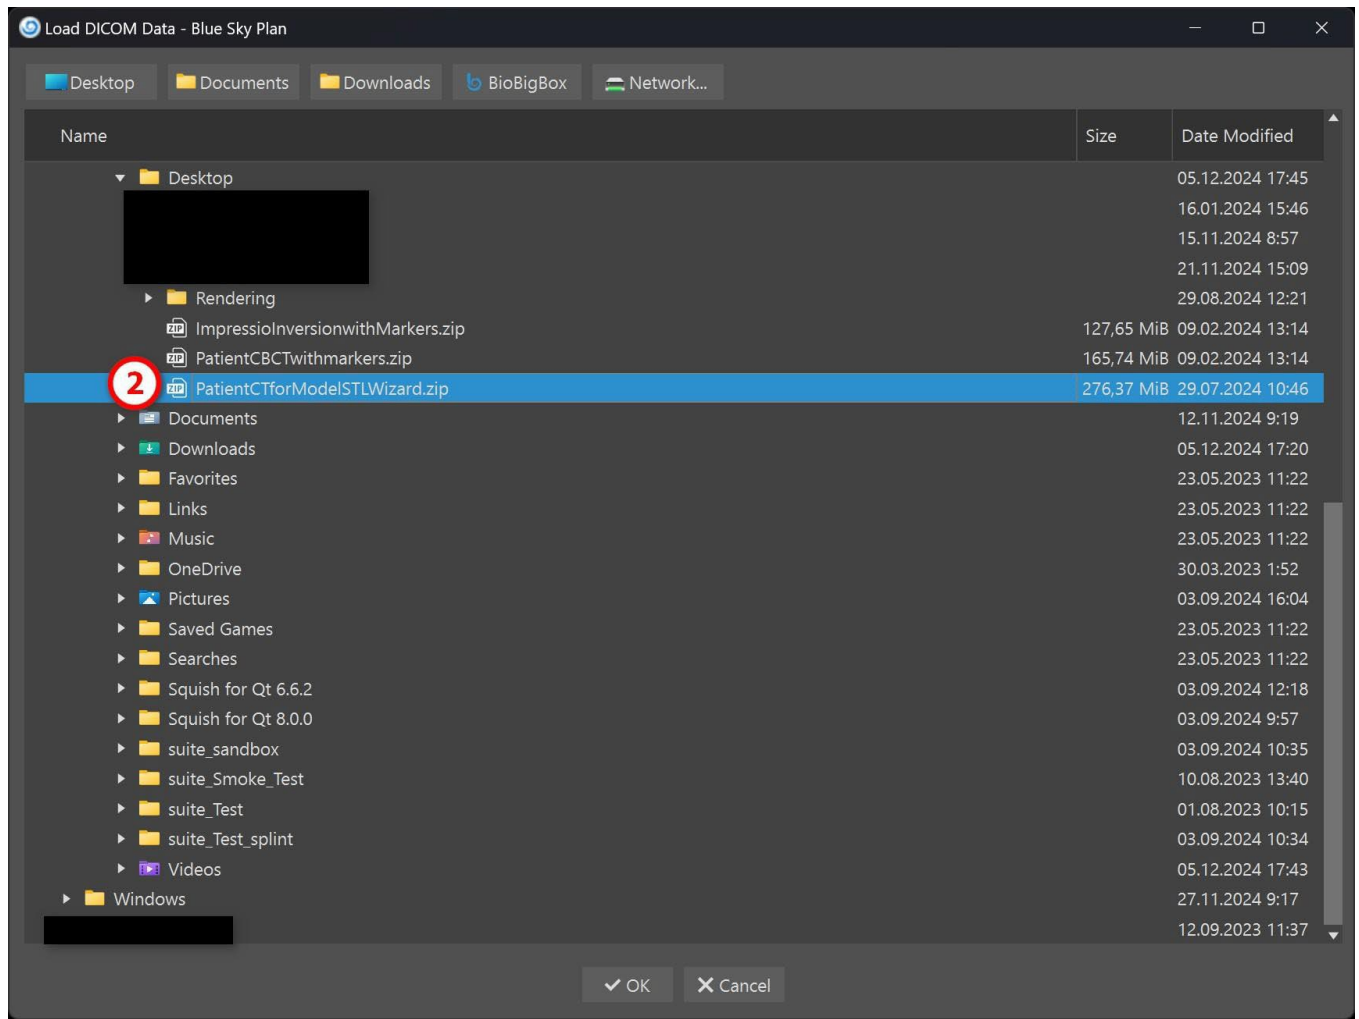 Load DICOM Data - Blue Sky Plan
Desktop Documents Downloads BioBigBox Network...
Name Size Date Modified
Desktop 05.12.2024 17:45
16.01.2024 15:46
15.11.2024 8:57
21.11.2024 15:09
Rendering 29.08.2024 12:21
ZIP ImpressioInversionwithMarkers.zip 127,65 MiB 09.02.2024 13:14
ZIP PatientCBCTwithmarkers.zip 165,74 MiB 09.02.2024 13:14
2 ZIP PatientCTforModelSTLWizard.zip 276,37 MiB 29.07.2024 10:46
Documents 12.11.2024 9:19
Downloads 05.12.2024 17:20
Favorites 23.05.2023 11:22
Links 23.05.2023 11:22
Music 23.05.2023 11:22
OneDrive 30.03.2023 1:52
Pictures 03.09.2024 16:04
Saved Games 23.05.2023 11:22
Searches 23.05.2023 11:22
Squish for Qt 6.6.2 03.09.2024 12:18
Squish for Qt 8.0.0 03.09.2024 9:57
suite_sandbox 03.09.2024 10:35
suite_Smoke_Test 10.08.2023 13:40
suite_Test 01.08.2023 10:15
suite_Test_splint 03.09.2024 10:34
Videos 05.12.2024 17:43
Windows 27.11.2024 9:17
12.09.2023 11:37
OK Cancel